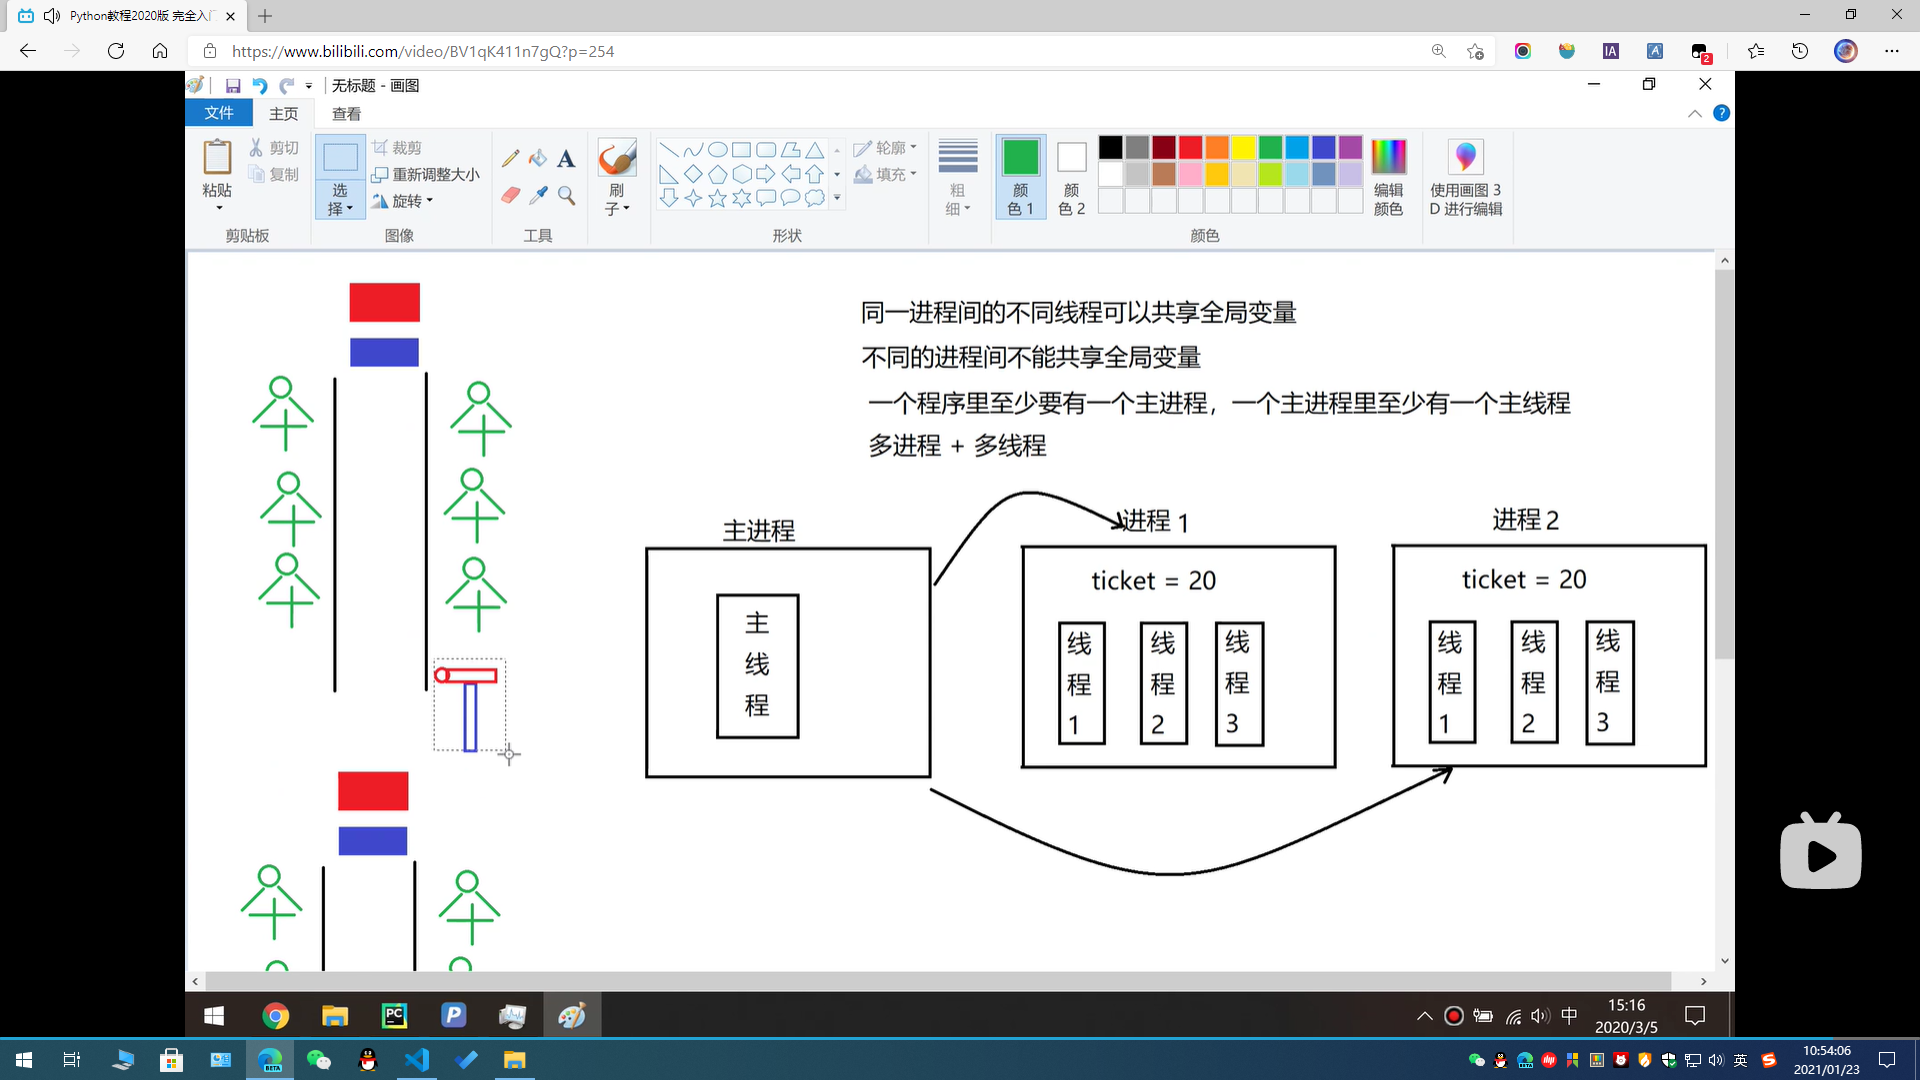 Python教程2020版 完全入门
https://www.bilibili.com/video/BV1qK411n7gQ?p=254
IA
A
2
无标题 - 画图
文件
主页
查看
?
粘贴
剪切
复制
剪贴板
选择
裁剪
重新调整大小
旋转
图像
A
工具
刷子
轮廓
填充
形状
粗细
颜色 1
颜色 2
编辑颜色
颜色
使用画图 3D 进行编辑
同一进程间的不同线程可以共享全局变量
不同的进程间不能共享全局变量
一个程序里至少要有一个主进程，一个主进程里至少有一个主线程
多进程 + 多线程
主进程
主线程
进程 1
ticket = 20
线程1
线程2
线程3
进程 2
ticket = 20
线程1
线程2
线程3
PC
P
中
15:16
2020/3/5
BETA
英
S
10:54:06
2021/01/23